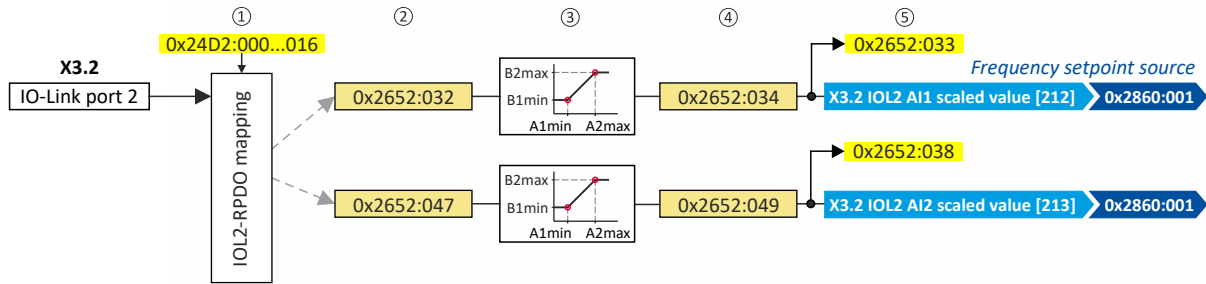 ① ② ③ ④ ⑤
0x24D2:000...016
0x2652:033
X3.2
IO-Link port 2
IOL2-RPDO mapping
Frequency setpoint source
0x2652:032
B2max
B1min
A1min A2max
0x2652:034
X3.2 IOL2 AI1 scaled value [212]
0x2860:001
0x2652:038
0x2652:047
B2max
B1min
A1min A2max
0x2652:049
X3.2 IOL2 AI2 scaled value [213]
0x2860:001